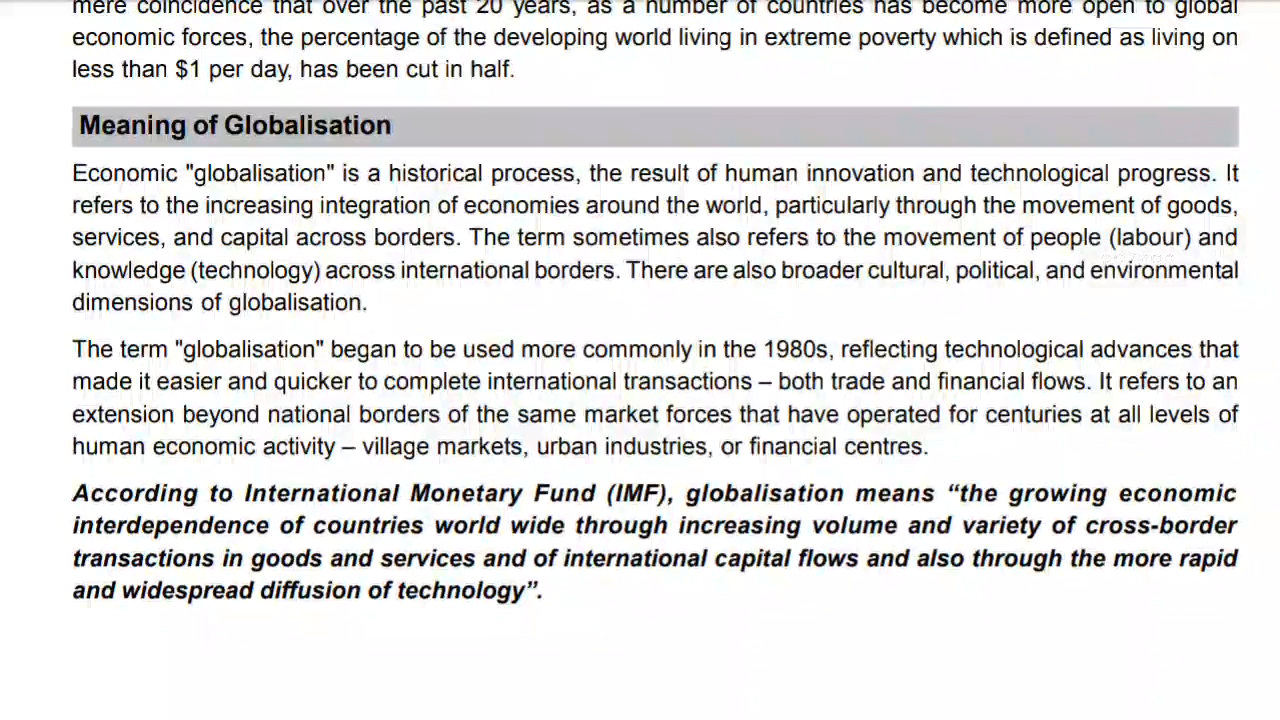 mere coincidence that over the past 20 years, as a number of countries has become more open to global
economic forces, the percentage of the developing world living in extreme poverty which is defined as living on
less than $1 per day, has been cut in half.
Meaning of Globalisation
Economic "globalisation" is a historical process, the result of human innovation and technological progress. It
refers to the increasing integration of economies around the world, particularly through the movement of goods,
services, and capital across borders. The term sometimes also refers to the movement of people (labour) and
knowledge (technology) across international borders. There are also broader cultural, political, and environmental
dimensions of globalisation.
The term "globalisation" began to be used more commonly in the 1980s, reflecting technological advances that
made it easier and quicker to complete international transactions – both trade and financial flows. It refers to an
extension beyond national borders of the same market forces that have operated for centuries at all levels of
human economic activity – village markets, urban industries, or financial centres.
According to International Monetary Fund (IMF), globalisation means “the growing economic
interdependence of countries world wide through increasing volume and variety of cross-border
transactions in goods and services and of international capital flows and also through the more rapid
and widespread diffusion of technology”.